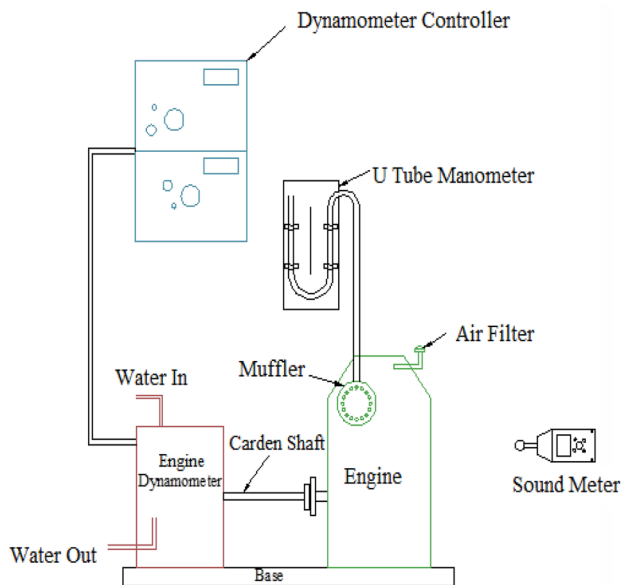 Dynamometer Controller
U Tube Manometer
Air Filter
Muffler
Water In
Carden Shaft
Engine
Dynamometer
Engine
Sound Meter
Water Out
Base